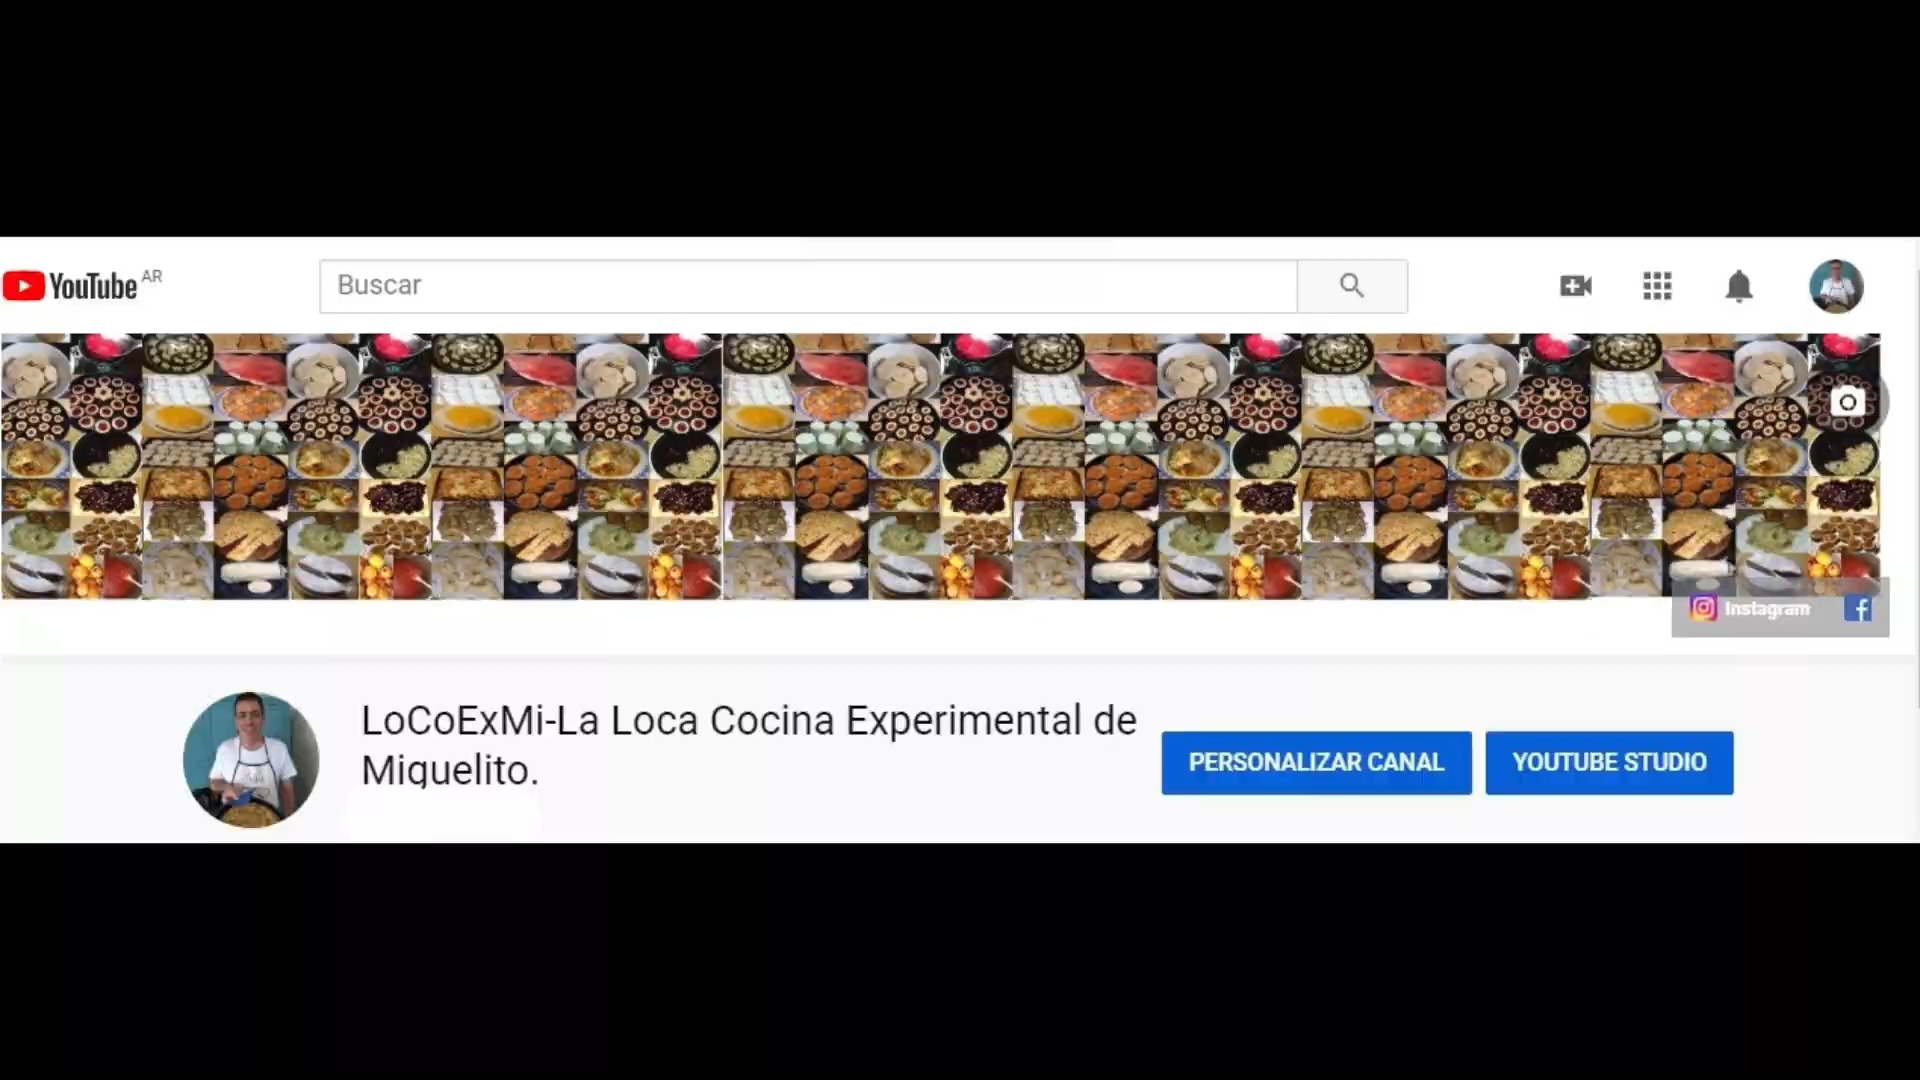 YouTube AR
Buscar
Instagram
LoCoExMi-La Loca Cocina Experimental de
Miquelito.
PERSONALIZAR CANAL
YOUTUBE STUDIO